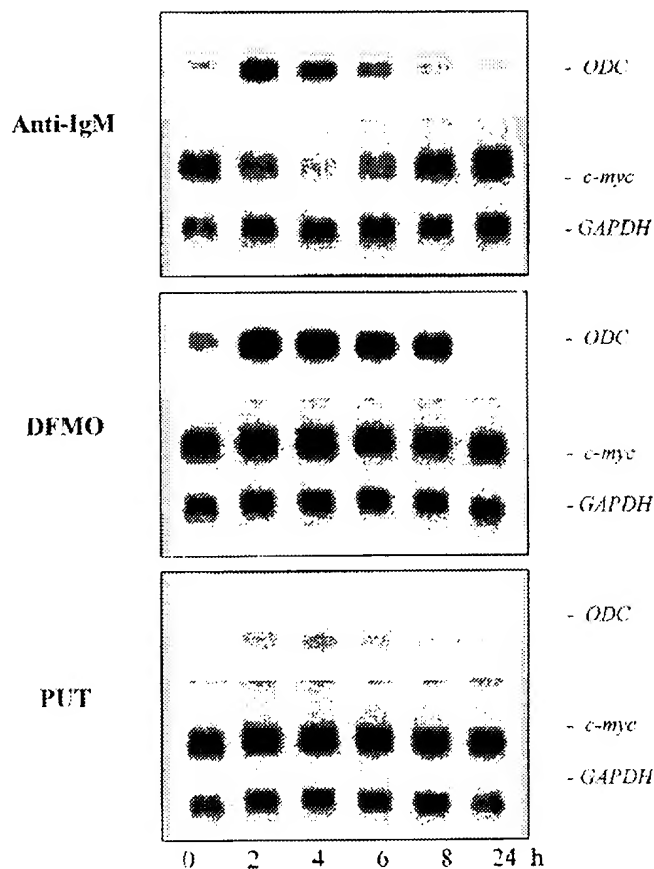 - ODC
Anti-IgM
- c-myc
- GAPDH
- ODC
DFMO
- c-myc
- GAPDH
- ODC
PUT
- c-myc
- GAPDH
0 2 4 6 8 24 h